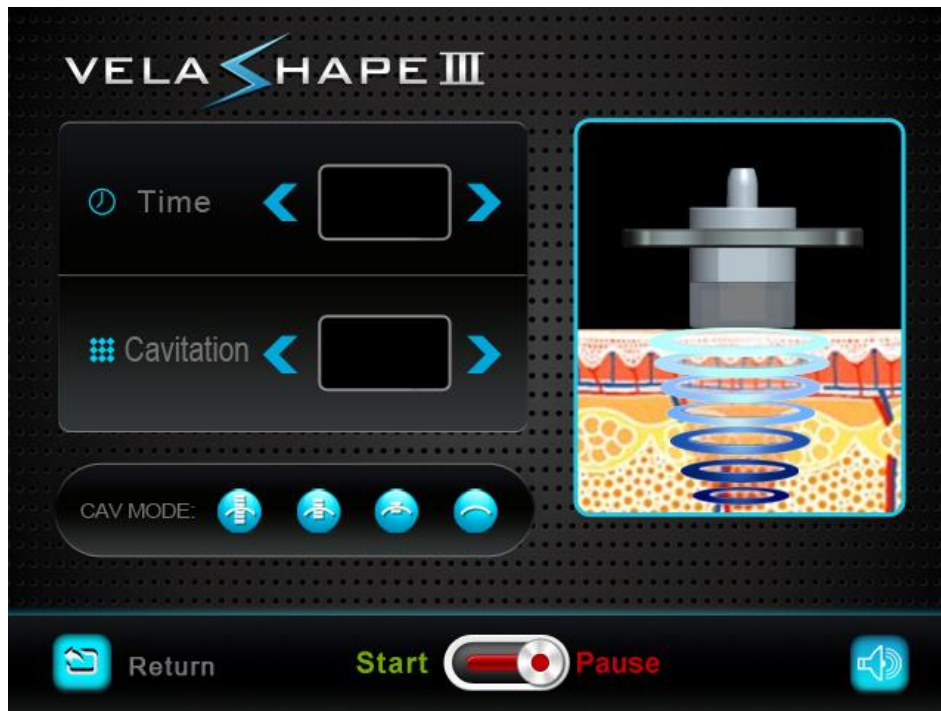 VELASHAPE III
Time
Cavitation
CAV MODE:
Return
Start
Pause